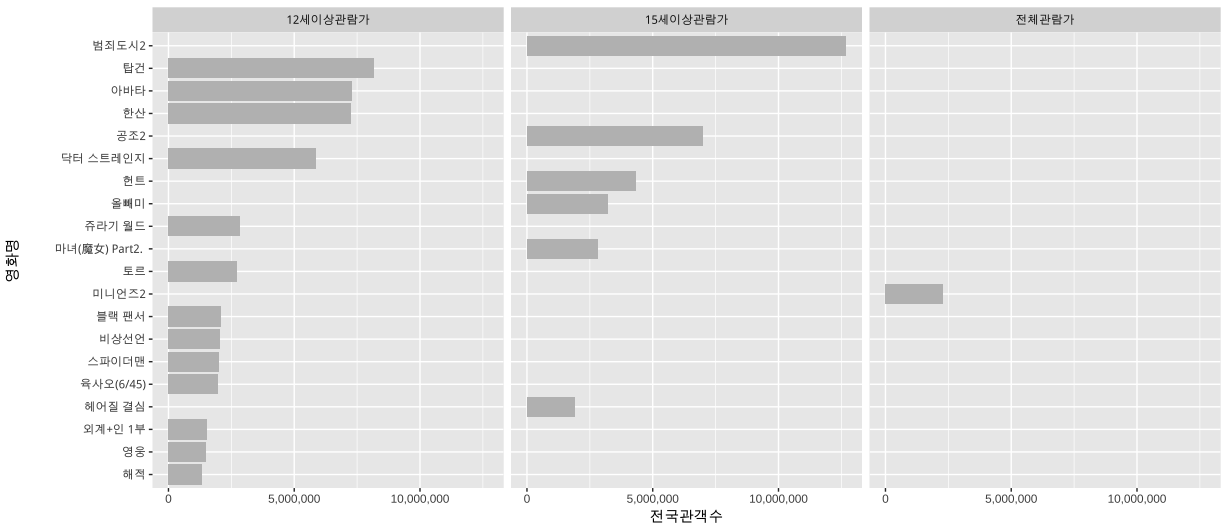 12세이상관람가
15세이상관람가
전체관람가
범죄도시2
탑건
아바타
한산
공조2
닥터 스트레인지
헌트
올빼미
쥬라기 월드
마녀(魔女) Part2.
토르
미니언즈2
블랙 팬서
비상선언
스파이더맨
육사오(6/45)
헤어질 결심
외계+인 1부
영웅
해적
영화명
0 5,000,000 10,000,000
0 5,000,000 10,000,000
0 5,000,000 10,000,000
전국관객수